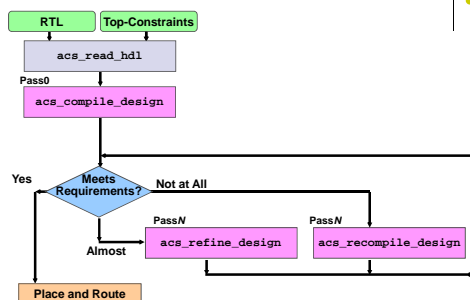 RTL
Top-Constraints
acs_read_hdl
Pass0
acs_compile_design
Yes
Meets
Requirements?
Not at All
PassN
PassN
acs_refine_design
acs_recompile_design
Almost
Place and Route